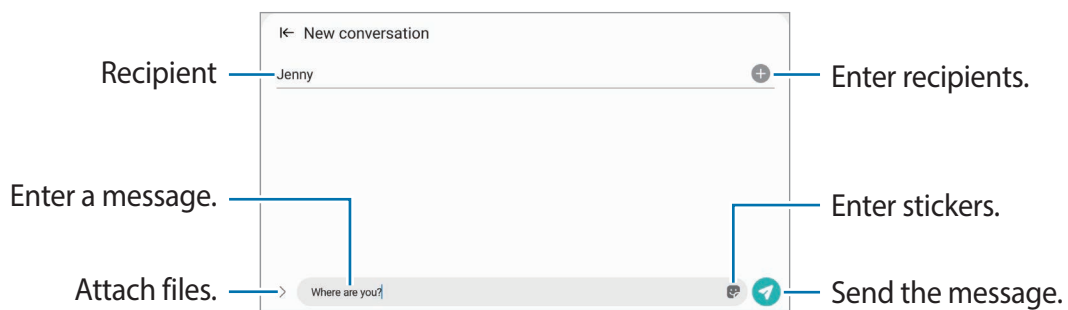 New conversation
Recipient
Jenny
Enter recipients.
Enter a message.
Enter stickers.
Attach files.
Where are you?
Send the message.